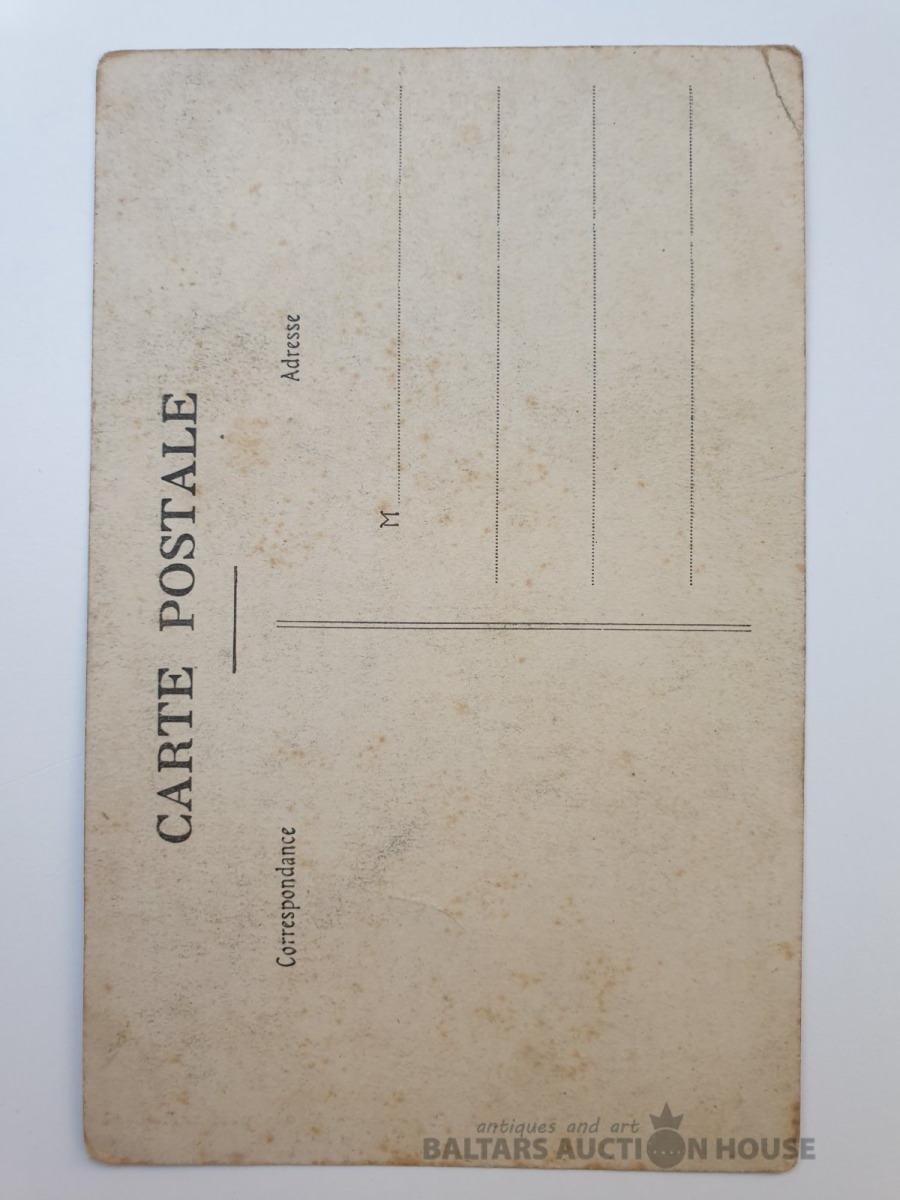 CARTE POSTALE
Correspondance
Adresse
M
antiques and art
BALTARS AUCTION HOUSE